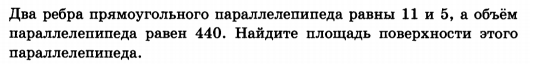 Два ребра прямоугольного параллелепипеда равны 11 и 5, а объём
параллелепипеда равен 440. Найдите площадь поверхности этого
параллелепипеда.